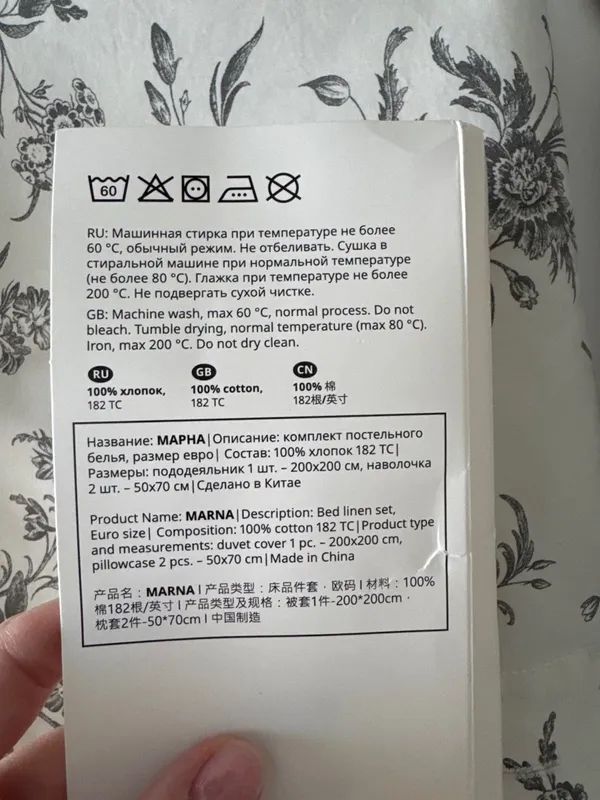 60
RU: Машинная стирка при температуре не более
60 °C, обычный режим. Не отбеливать. Сушка в
стиральной машине при нормальной температуре
(не более 80 °C). Глажка при температуре не более
200 °C. Не подвергать сухой чистке.
GB: Machine wash, max 60 °C, normal process. Do not
bleach. Tumble drying, normal temperature (max 80 °C).
Iron, max 200 °C. Do not dry clean.
RU GB CN
100% хлопок, 100% cotton, 100% 棉
182 ТС 182 TC 182根/英寸
Название: МАРНА|Описание: комплект постельного
белья, размер евро| Состав: 100% хлопок 182 ТС|
Размеры: пододеяльник 1 шт. – 200x200 см, наволочка
2 шт. – 50x70 см|Сделано в Китае
Product Name: MARNA|Description: Bed linen set,
Euro size| Composition: 100% cotton 182 TC|Product type
and measurements: duvet cover 1 pc. – 200x200 cm,
pillowcase 2 pcs. – 50x70 cm|Made in China
产品名：MARNA I 产品类型：床品件套 · 欧码 I 材料：100%
棉182根/英寸 I 产品类型及规格：被套1件-200*200cm ·
枕套2件-50*70cm I 中国制造